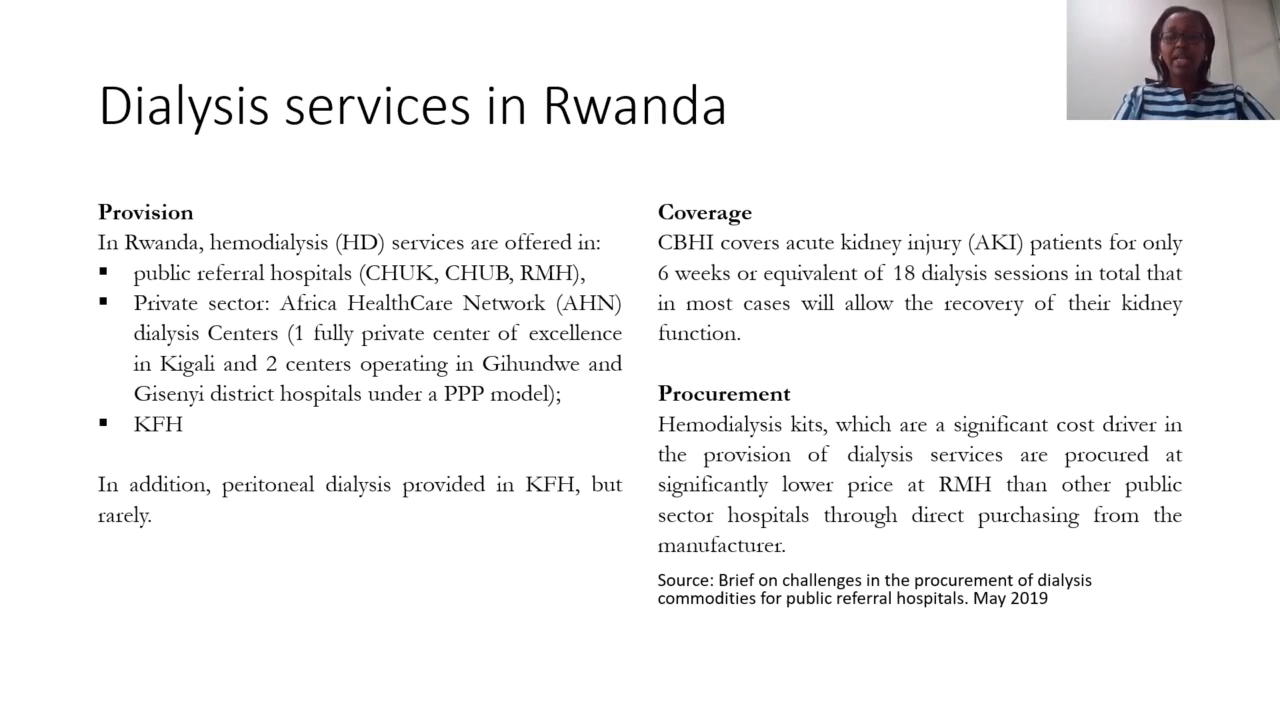 Dialysis services in Rwanda
Provision
In Rwanda, hemodialysis (HD) services are offered in:
▪ public referral hospitals (CHUK, CHUB, RMH),
▪ Private sector: Africa HealthCare Network (AHN)
dialysis Centers (1 fully private center of excellence
in Kigali and 2 centers operating in Gihundwe and
Gisenyi district hospitals under a PPP model);
▪ KFH
In addition, peritoneal dialysis provided in KFH, but
rarely.
Coverage
CBHI covers acute kidney injury (AKI) patients for only
6 weeks or equivalent of 18 dialysis sessions in total that
in most cases will allow the recovery of their kidney
function.
Procurement
Hemodialysis kits, which are a significant cost driver in
the provision of dialysis services are procured at
significantly lower price at RMH than other public
sector hospitals through direct purchasing from the
manufacturer.
Source: Brief on challenges in the procurement of dialysis
commodities for public referral hospitals. May 2019